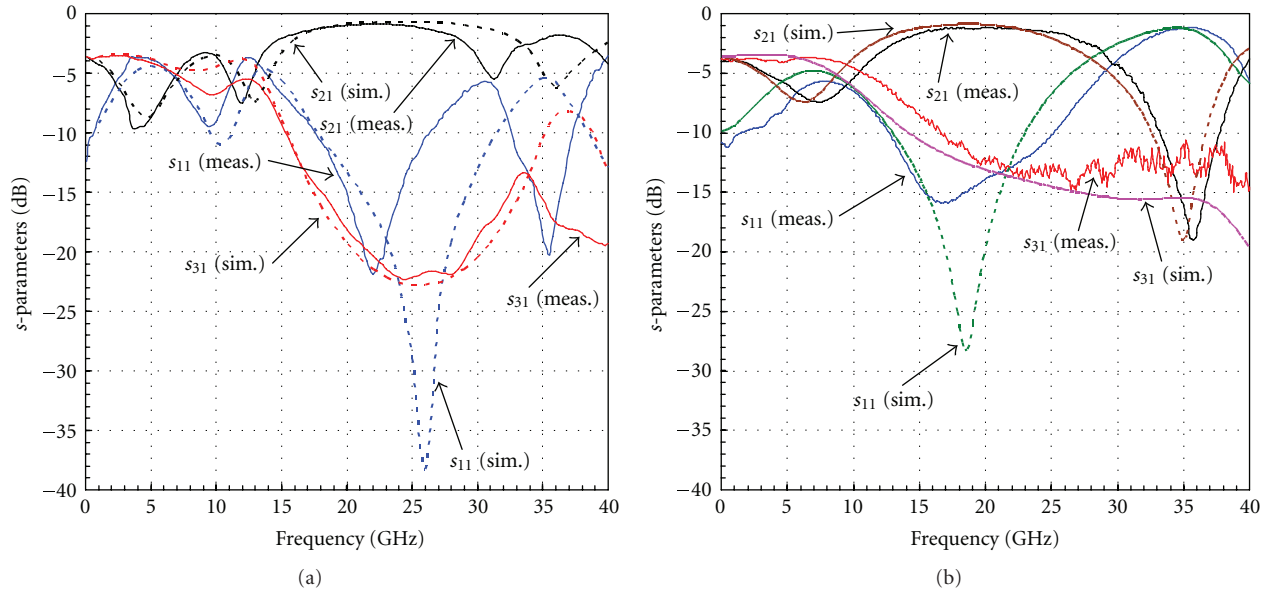 0
−5
−10
−15
−20
−25
−30
−35
−40
s-parameters (dB)
s21 (sim.)
s21 (meas.)
s11
(meas.)
s31 (sim.)
s31 (meas.)
s11 (sim.)
0 5 10 15 20 25 30 35 40
Frequency (GHz)
(a)
0
−5
−10
−15
−20
−25
−30
−35
−40
s-parameters (dB)
s21 (sim.)
s21 (meas.)
s11
(meas.)
s31 (meas.)
s31 (sim.)
s11 (sim.)
0 5 10 15 20 25 30 35 40
Frequency (GHz)
(b)